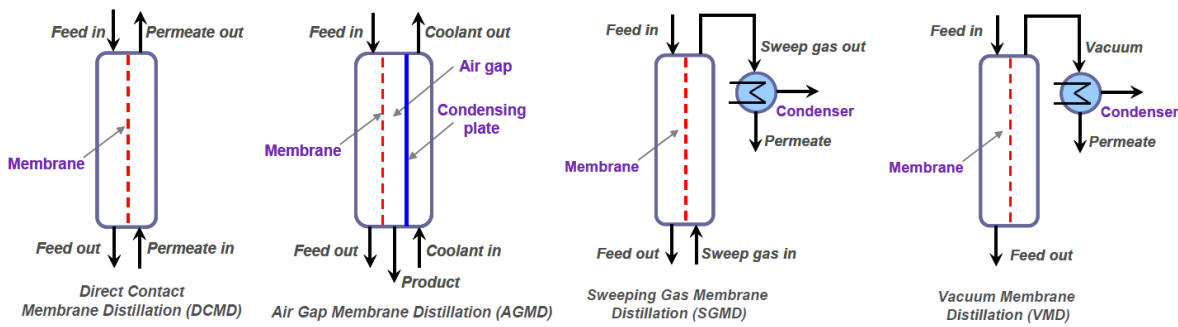 Feed in
Permeate out
Membrane
Feed out
Permeate in
Direct Contact
Membrane Distillation (DCMD)
Feed in
Coolant out
Air gap
Condensing
plate
Membrane
Feed out
Coolant in
Product
Air Gap Membrane Distillation (AGMD)
Feed in
Sweep gas out
Condenser
Permeate
Membrane
Feed out
Sweep gas in
Sweeping Gas Membrane
Distillation (SGMD)
Feed in
Vacuum
Condenser
Permeate
Membrane
Feed out
Vacuum Membrane
Distillation (VMD)